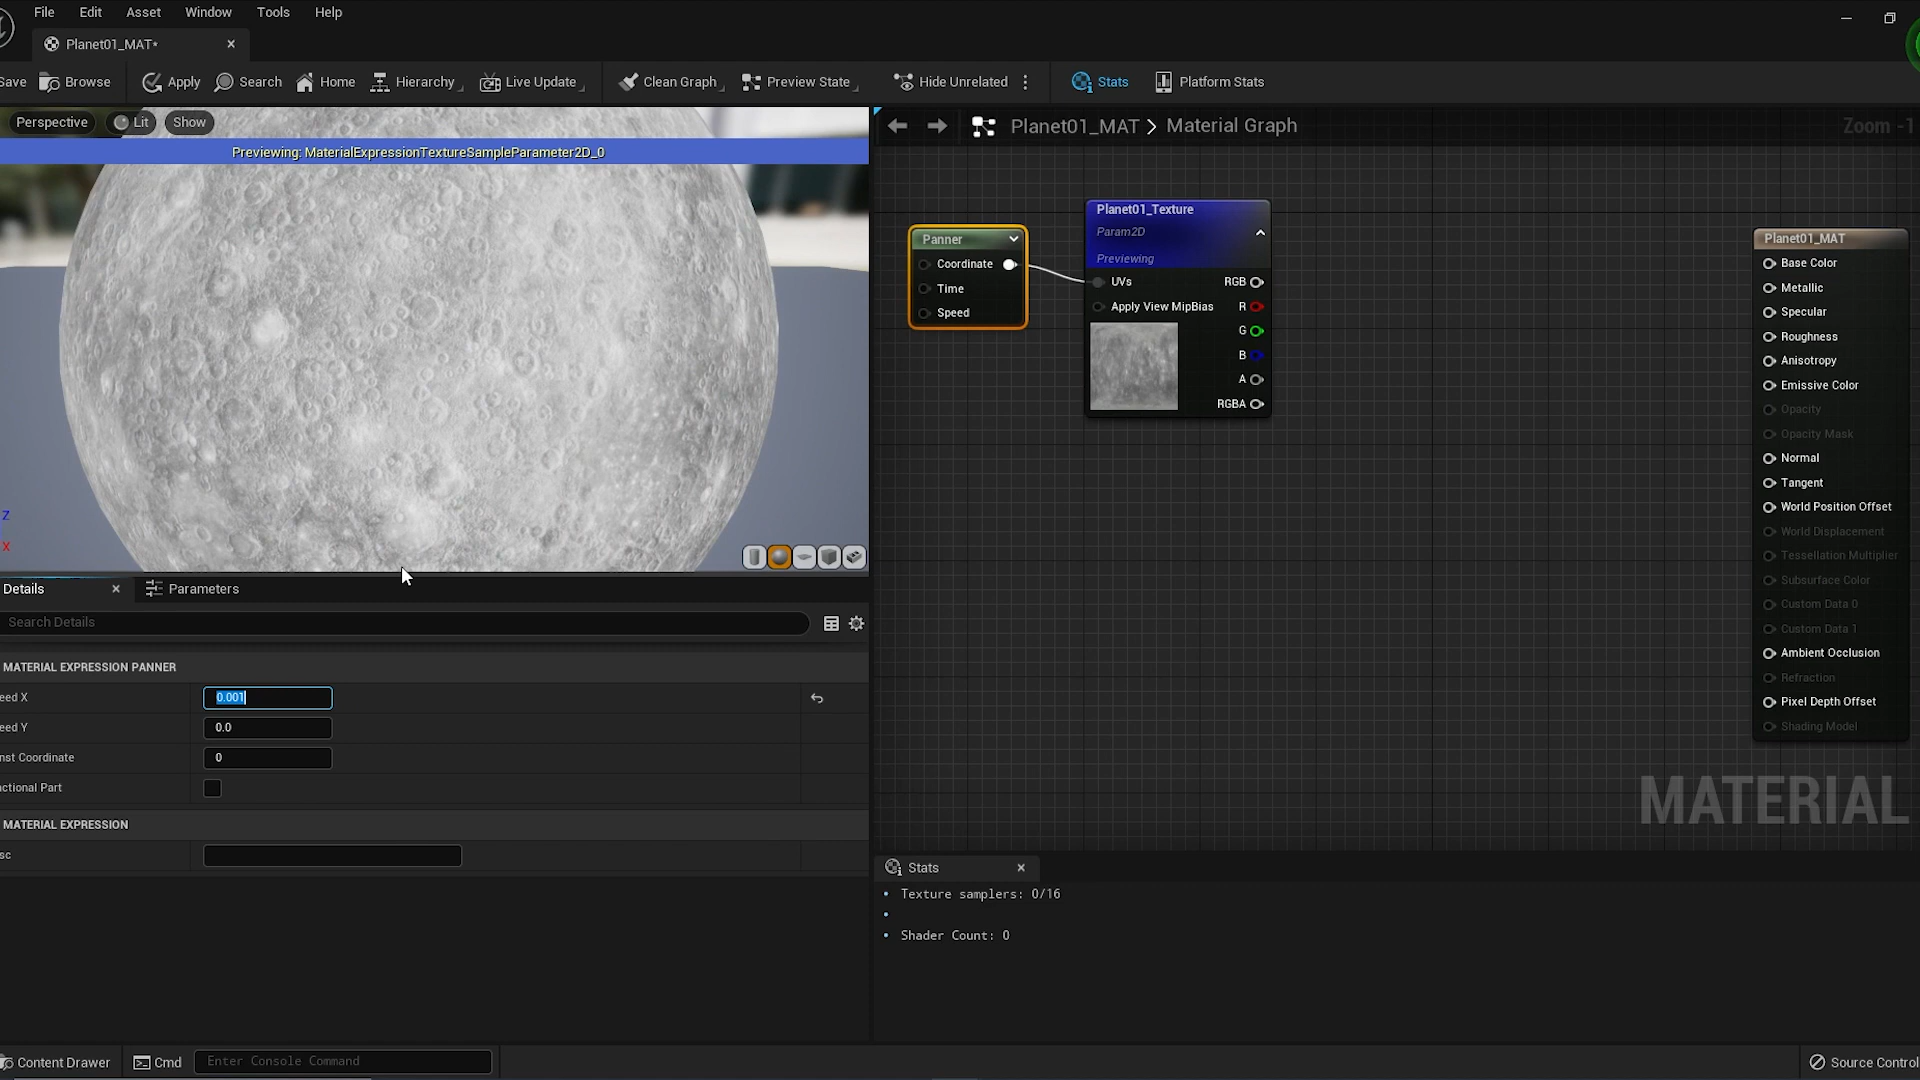 File Edit Asset Window Tools Help
Planet01_MAT*
Save Browse Apply Search Home Hierarchy Live Update Clean Graph Preview State Hide Unrelated Stats Platform Stats
Perspective Lit Show
Previewing: MaterialExpressionTextureSampleParameter2D_0
Z
X
Details Parameters
Search Details
MATERIAL EXPRESSION PANNER
eed X 0.001
eed Y 0.0
nst Coordinate 0
actional Part
MATERIAL EXPRESSION
sc
Planet01_MAT > Material Graph
Zoom -1
Panner
Coordinate
Time
Speed
Planet01_Texture
Param2D
Previewing
UVs RGB
Apply View MipBias R
G
B
A
RGBA
Planet01_MAT
Base Color
Metallic
Specular
Roughness
Anisotropy
Emissive Color
Opacity
Opacity Mask
Normal
Tangent
World Position Offset
World Displacement
Tessellation Multiplier
Subsurface Color
Custom Data 0
Custom Data 1
Ambient Occlusion
Refraction
Pixel Depth Offset
Shading Model
MATERIAL
Stats
Texture samplers: 0/16
Shader Count: 0
Content Drawer Cmd Enter Console Command Source Control